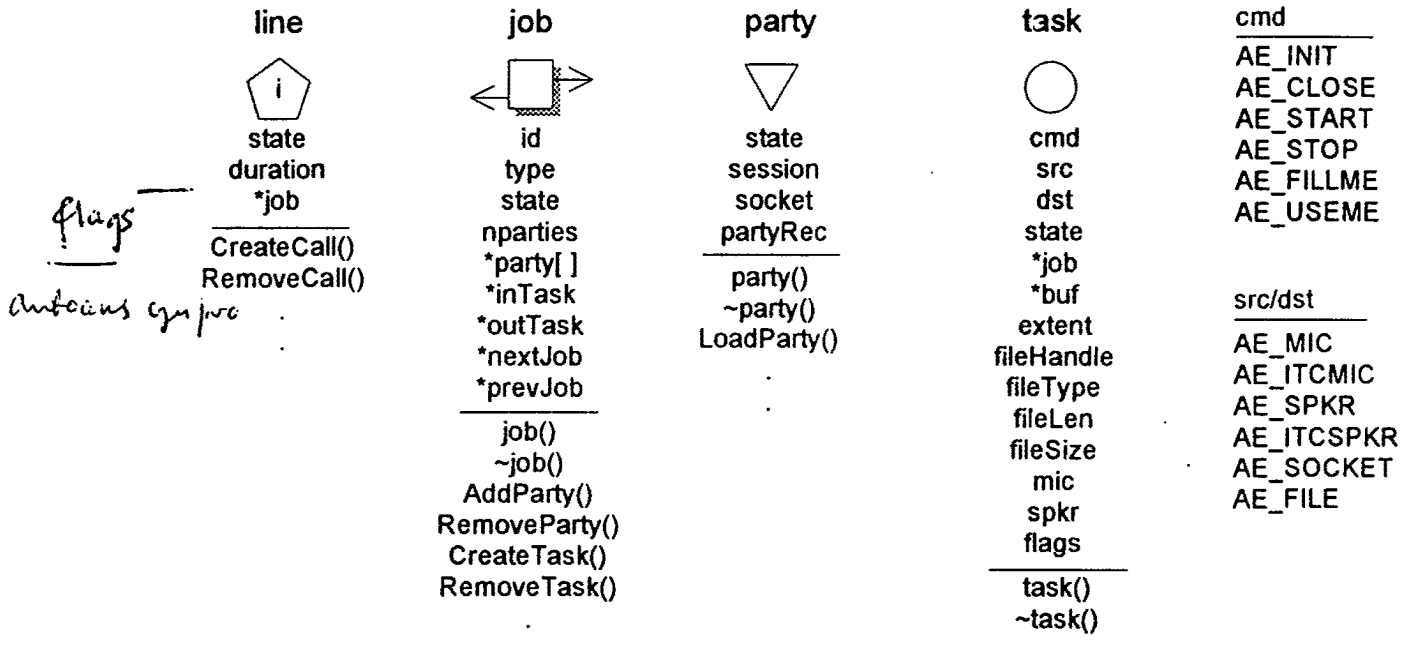 line
i
state
duration
*job
CreateCall()
RemoveCall()
flags
job
id
type
state
nparties
*party[ ]
*inTask
*outTask
*nextJob
*prevJob
job()
~job()
AddParty()
RemoveParty()
CreateTask()
RemoveTask()
party
state
session
socket
partyRec
party()
~party()
LoadParty()
task
cmd
src
dst
state
*job
*buf
extent
fileHandle
fileType
fileLen
fileSize
mic
spkr
flags
task()
~task()
cmd
AE_INIT
AE_CLOSE
AE_START
AE_STOP
AE_FILLME
AE_USEME
src/dst
AE_MIC
AE_ITCMIC
AE_SPKR
AE_ITCSPKR
AE_SOCKET
AE_FILE